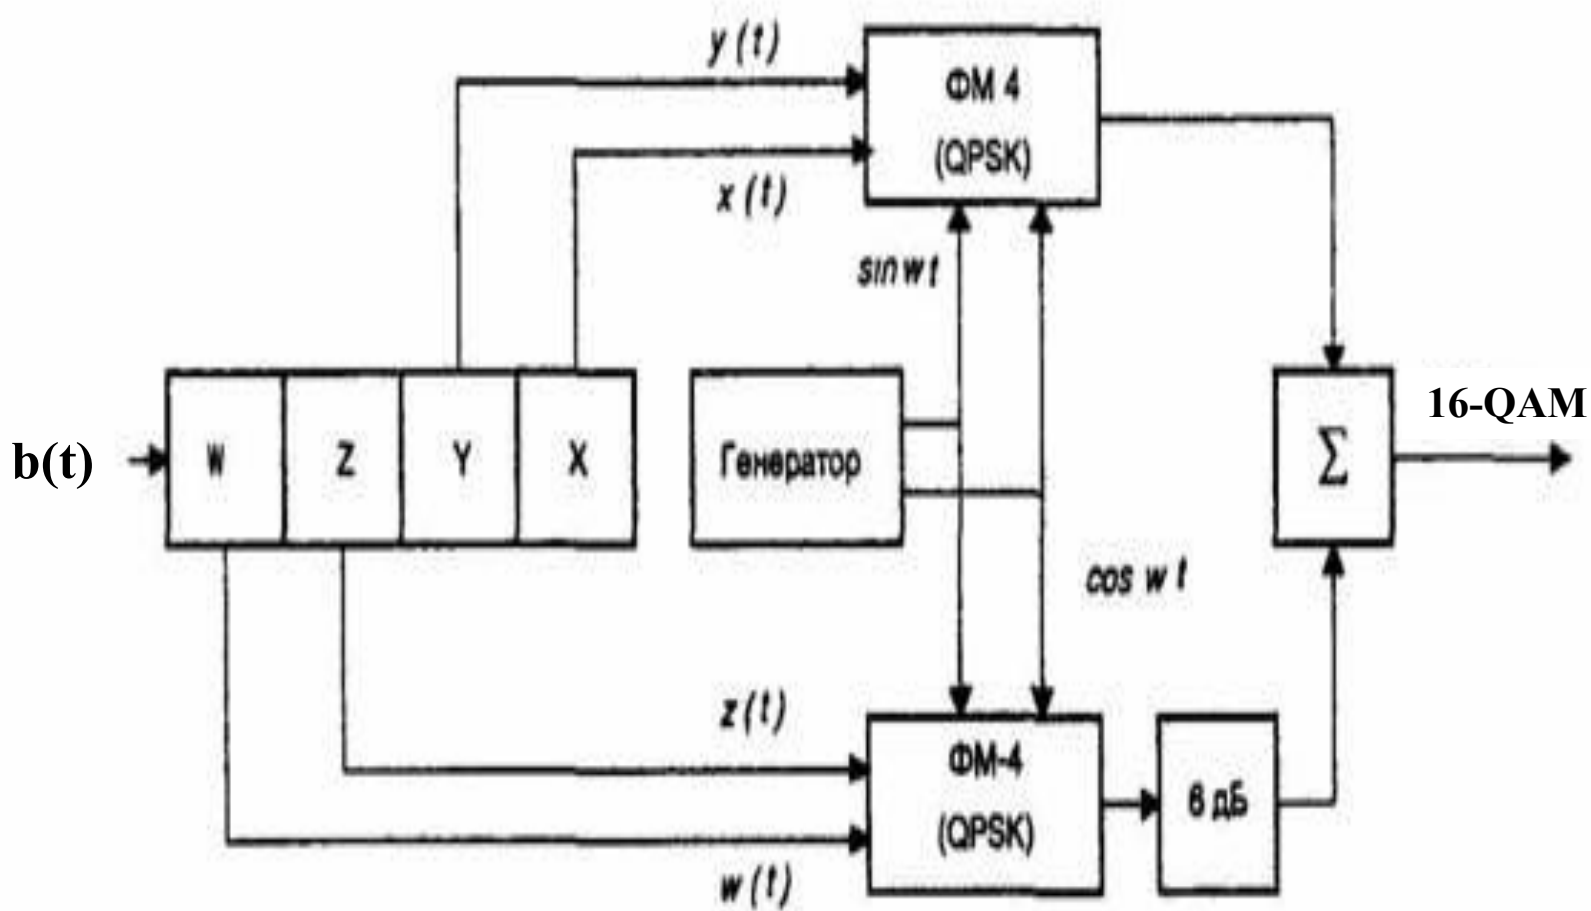 y(t)
ФМ 4
(QPSK)
x(t)
sin w t
16-QAM
b(t)
W
Z
Y
X
Генератор
Σ
cos w t
z(t)
ФМ-4
(QPSK)
6 дБ
w(t)